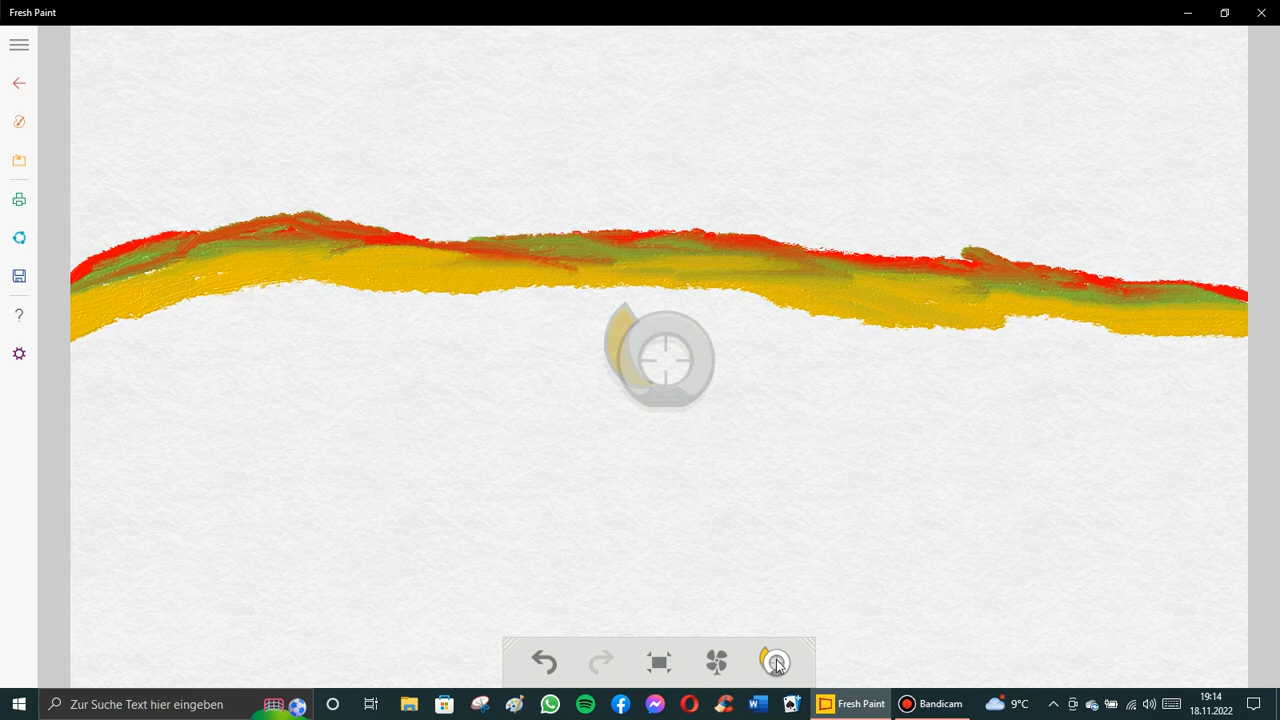 Fresh Paint
?
Zur Suche Text hier eingeben
Fresh Paint
Bandicam
9°C
19:14
18.11.2022